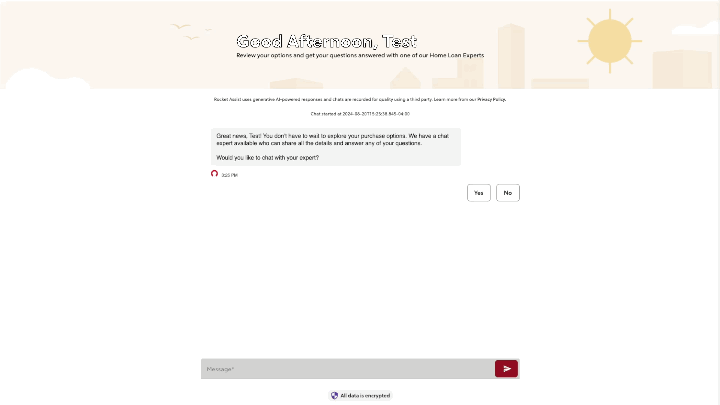 Good Afternoon, Test
Review your options and get your questions answered with one of our Home Loan Experts
Rocket Assist uses generative AI-powered responses and chats are recorded for quality using a third party. Learn more from our Privacy Policy.
Chat started at 2024-08-20T15:25:38.845-04:00
Great news, Test! You don't have to wait to explore your purchase options. We have a chat
expert available who can share all the details and answer any of your questions.
Would you like to chat with your expert?
3:25 PM
Yes No
Message*
All data is encrypted